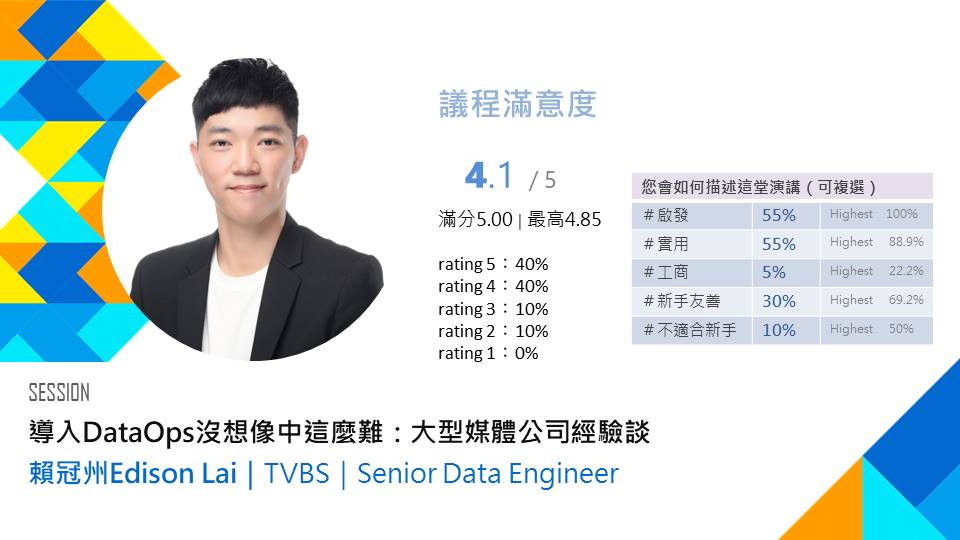 議程滿意度
4.1 / 5
滿分5.00 | 最高4.85
rating 5：40%
rating 4：40%
rating 3：10%
rating 2：10%
rating 1：0%
您會如何描述這堂演講（可複選）
#啟發 55% Highest 100%
#實用 55% Highest 88.9%
#工商 5% Highest 22.2%
#新手友善 30% Highest 69.2%
#不適合新手 10% Highest 50%
SESSION
導入DataOps沒想像中這麼難：大型媒體公司經驗談
賴冠州Edison Lai｜TVBS｜Senior Data Engineer